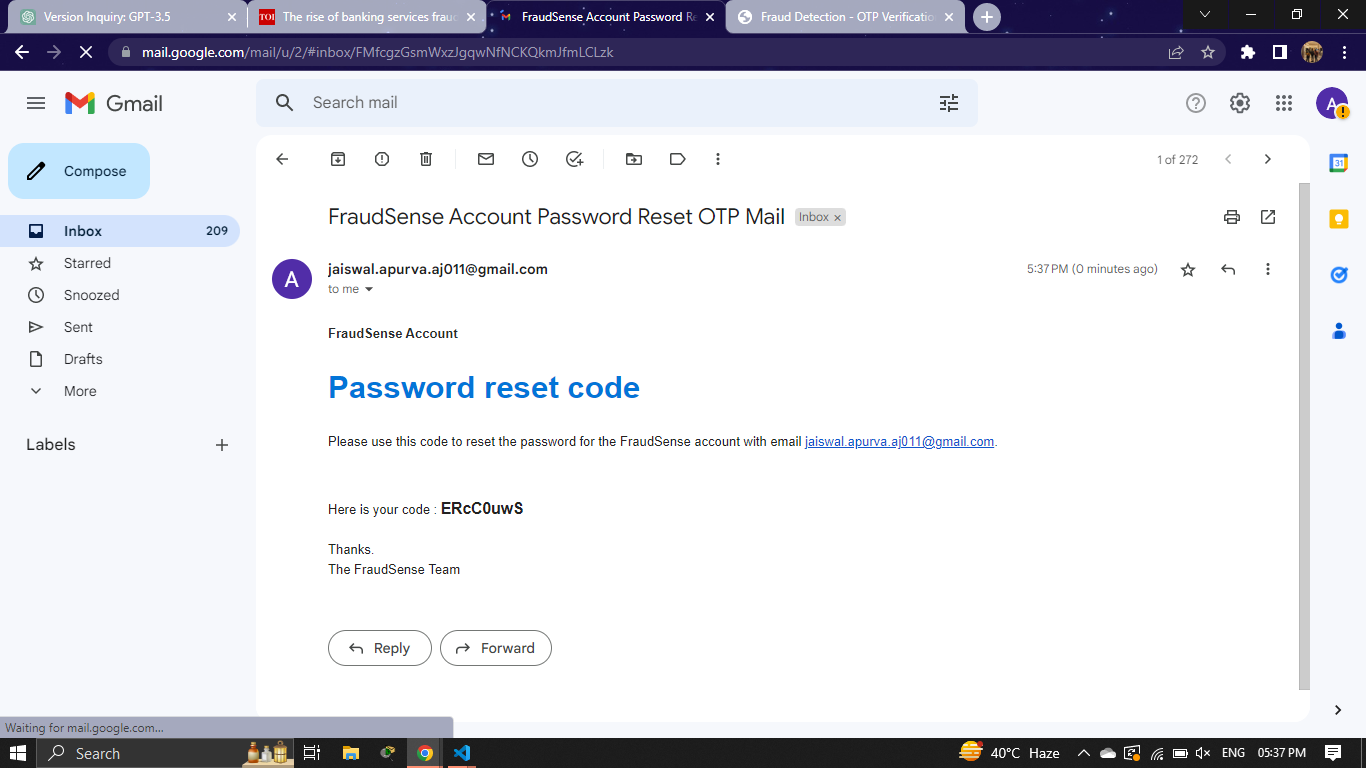 Version Inquiry: GPT-3.5
TOI The rise of banking services frau
FraudSense Account Password Re
Fraud Detection - OTP Verificatio
mail.google.com/mail/u/2/#inbox/FMfcgzGsmWxzJgqwNfNCKQkmJfmLCLzk
Gmail
Search mail
A
Compose
1 of 272
31
Inbox 209
Starred
Snoozed
Sent
Drafts
More
Labels
FraudSense Account Password Reset OTP Mail Inbox ×
A
jaiswal.apurva.aj011@gmail.com
5:37 PM (0 minutes ago)
to me
FraudSense Account
Password reset code
Please use this code to reset the password for the FraudSense account with email jaiswal.apurva.aj011@gmail.com.
Here is your code : ERcC0uwS
Thanks.
The FraudSense Team
Reply
Forward
Waiting for mail.google.com...
Search
40°C Haze
ENG
05:37 PM